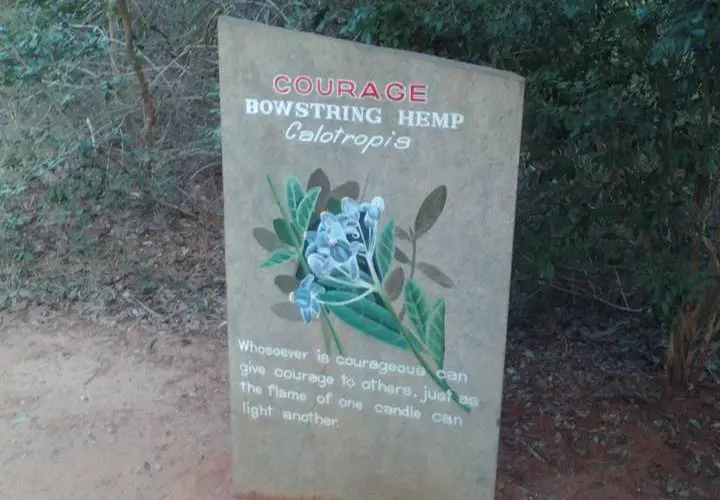 COURAGE
BOWSTRING HEMP
Calotropis
Whosoever is courageous can
give courage to others, just as
the flame of one candle can
light another.